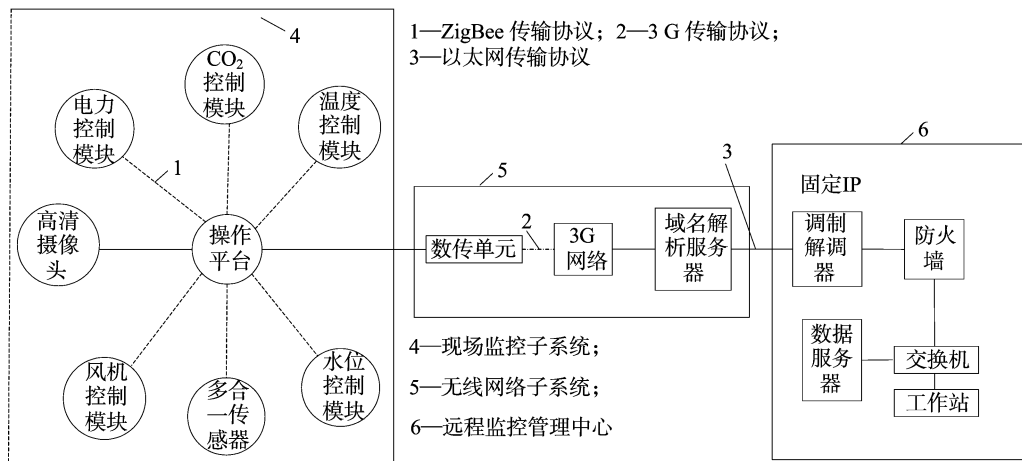 4
1—ZigBee 传输协议；2—3 G 传输协议；
3—以太网传输协议
CO₂
控制
模块
电力
控制
模块
温度
控制
模块
1
高清
摄像
头
操作
平台
风机
控制
模块
多合
一传
感器
水位
控制
模块
5
数传单元
2
3G
网络
域名解
析服务
器
3
6
固定IP
调制
解调
器
防火
墙
数据
服务
器
交换机
工作站
4—现场监控子系统；
5—无线网络子系统；
6—远程监控管理中心